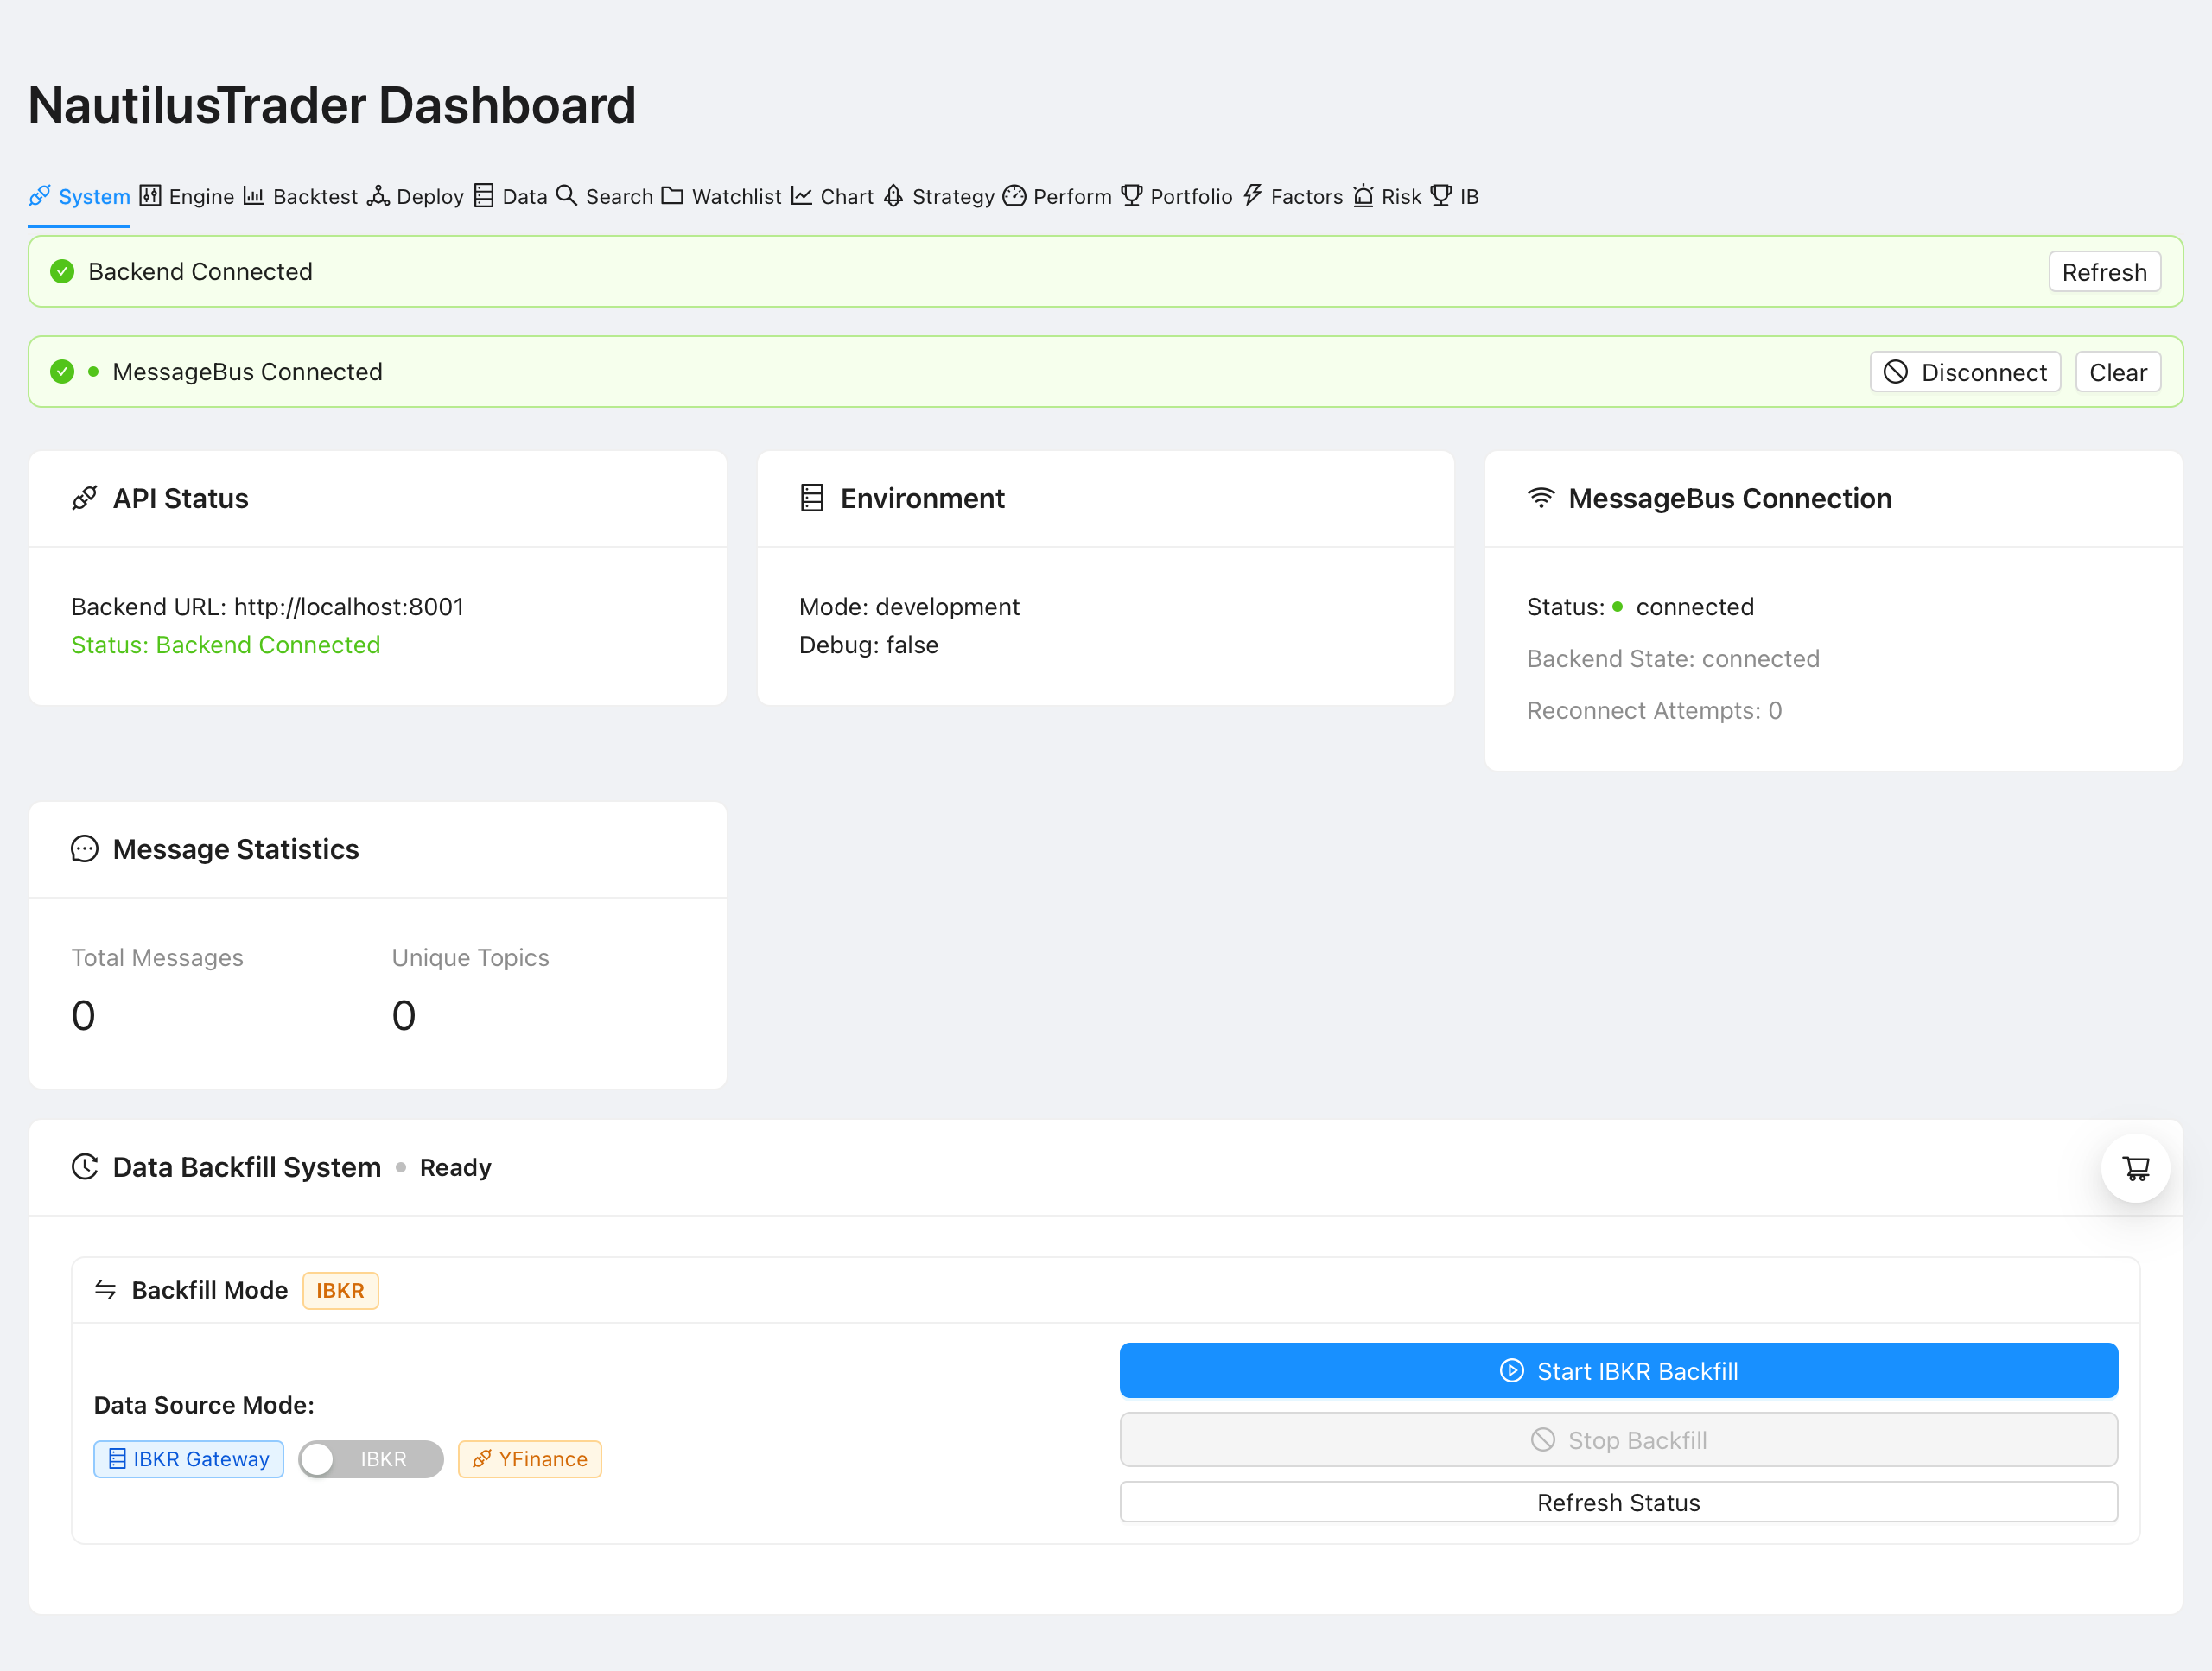 NautilusTrader Dashboard
System Engine Backtest Deploy Data Search Watchlist Chart Strategy Perform Portfolio Factors Risk IB
Backend Connected Refresh
MessageBus Connected Disconnect Clear
API Status
Backend URL: http://localhost:8001
Status: Backend Connected
Environment
Mode: development
Debug: false
MessageBus Connection
Status: connected
Backend State: connected
Reconnect Attempts: 0
Message Statistics
Total Messages Unique Topics
0 0
Data Backfill System Ready
Backfill Mode IBKR
Data Source Mode:
IBKR Gateway IBKR YFinance
Start IBKR Backfill
Stop Backfill
Refresh Status